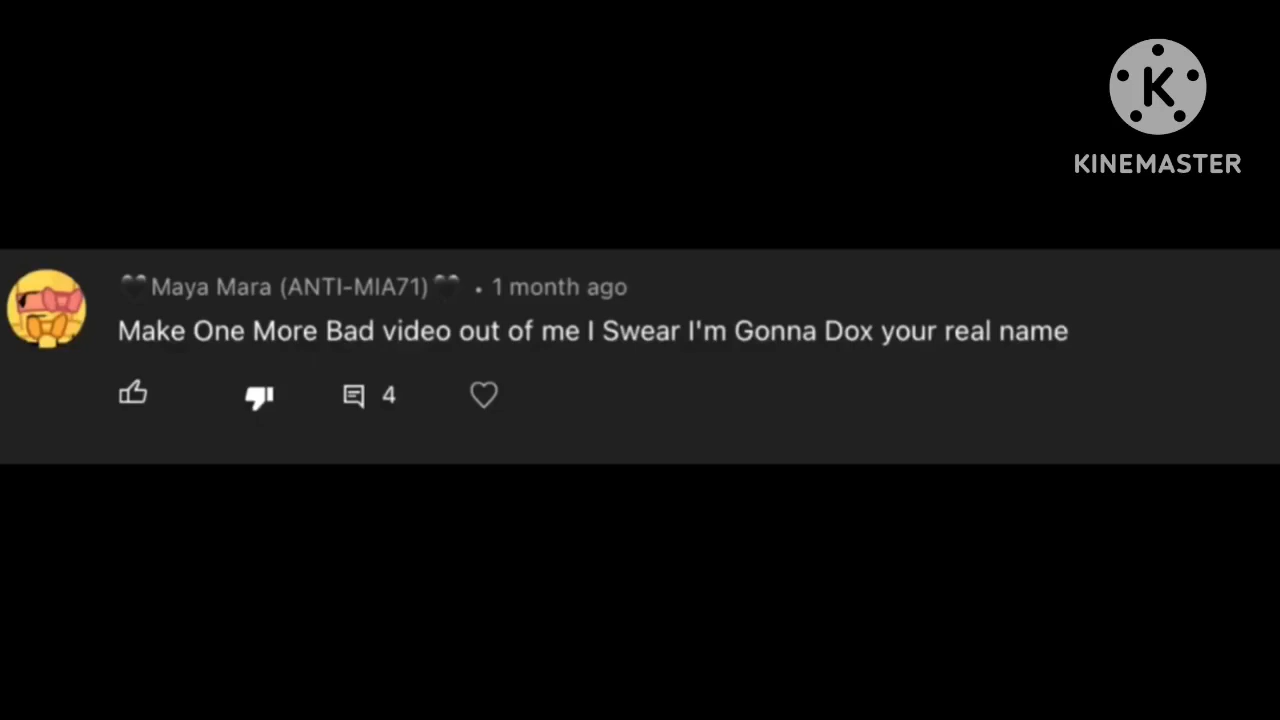 K
KINEMASTER
🖤Maya Mara (ANTI-MIA71)🖤 • 1 month ago
Make One More Bad video out of me I Swear I'm Gonna Dox your real name
4